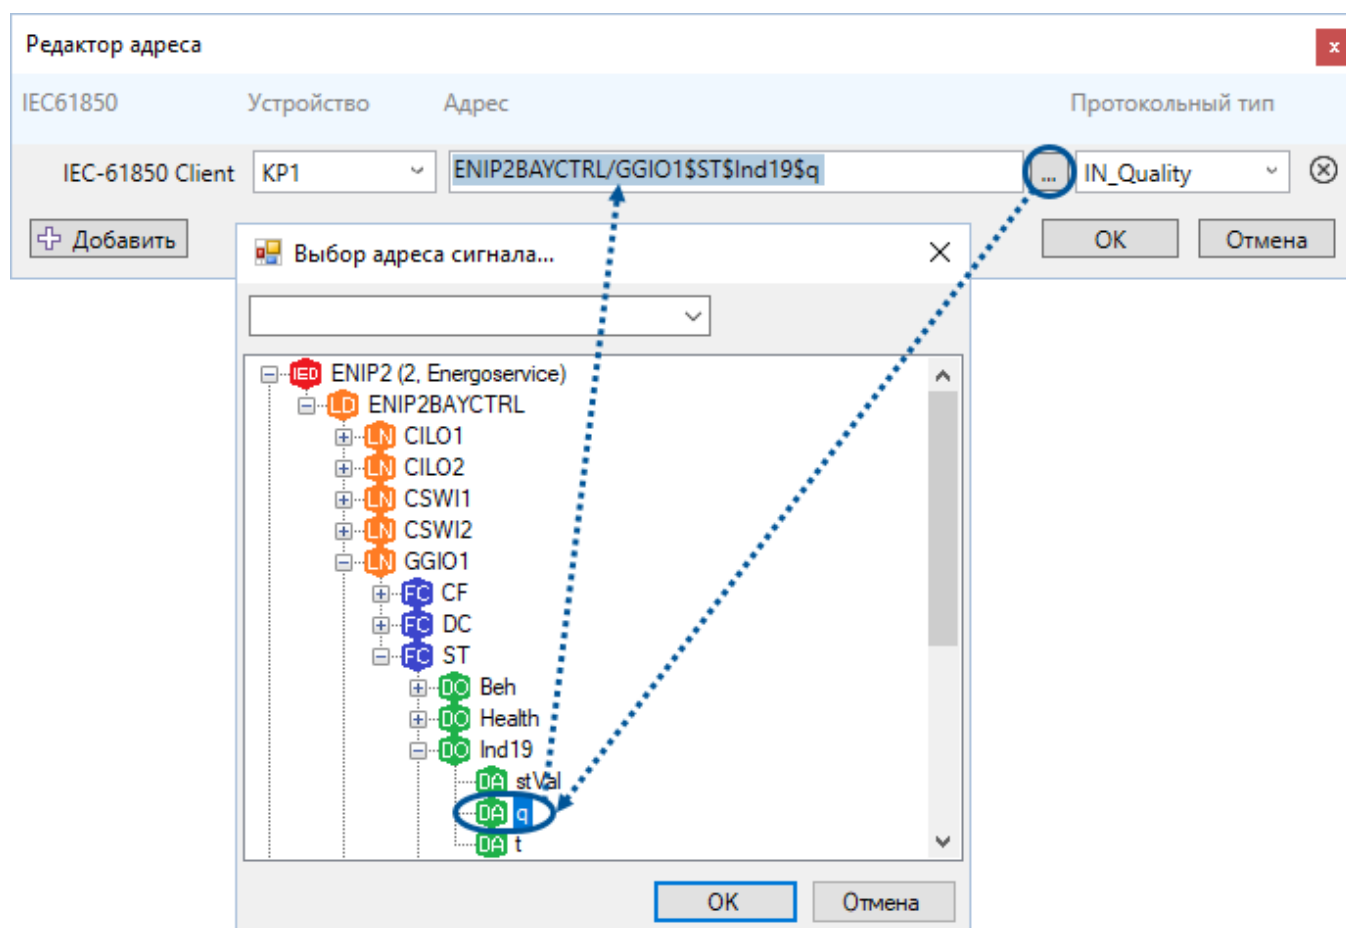 Редактор адреса
x
IEC61850 Устройство Адрес Протокольный тип
IEC-61850 Client KP1 ENIP2BAYCTRL/GGIO1$ST$Ind19$q ... IN_Quality
Добавить OK Отмена
Выбор адреса сигнала...
IED ENIP2 (2, Energoservice)
LD ENIP2BAYCTRL
LN CILO1
LN CILO2
LN CSWI1
LN CSWI2
LN GGIO1
FC CF
FC DC
FC ST
DO Beh
DO Health
DO Ind19
DA stVal
DA q
DA t
OK Отмена